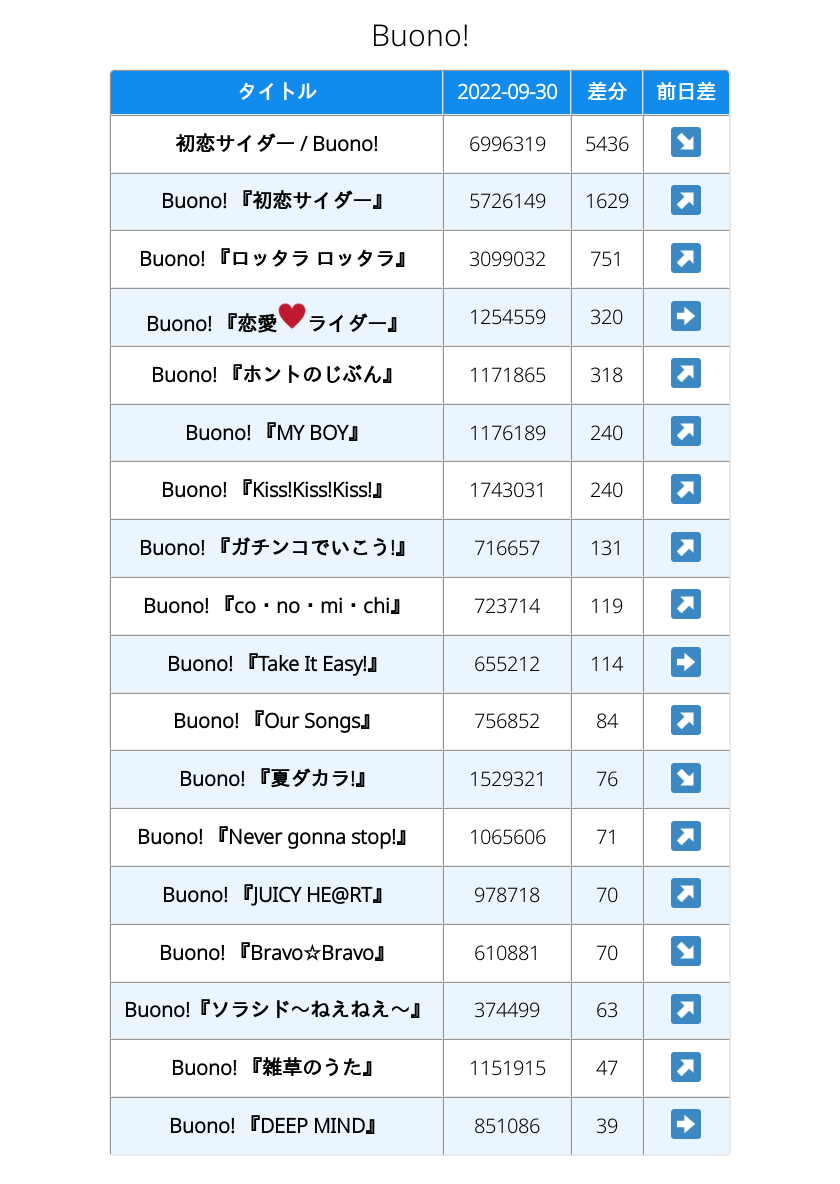 Buono!
タイトル 2022-09-30 差分 前日差
初恋サイダー / Buono! 6996319 5436 ↘
Buono! 『初恋サイダー』 5726149 1629 ↗
Buono! 『ロッタラ ロッタラ』 3099032 751 ↗
Buono! 『恋愛♥ライダー』 1254559 320 ➡
Buono! 『ホントのじぶん』 1171865 318 ↗
Buono! 『MY BOY』 1176189 240 ↗
Buono! 『Kiss!Kiss!Kiss!』 1743031 240 ↗
Buono! 『ガチンコでいこう!』 716657 131 ↗
Buono! 『co・no・mi・chi』 723714 119 ↗
Buono! 『Take It Easy!』 655212 114 ➡
Buono! 『Our Songs』 756852 84 ↗
Buono! 『夏ダカラ!』 1529321 76 ↘
Buono! 『Never gonna stop!』 1065606 71 ↗
Buono! 『JUICY HE@RT』 978718 70 ↗
Buono! 『Bravo☆Bravo』 610881 70 ↘
Buono!『ソラシド〜ねえねえ〜』 374499 63 ↗
Buono! 『雑草のうた』 1151915 47 ↗
Buono! 『DEEP MIND』 851086 39 ➡